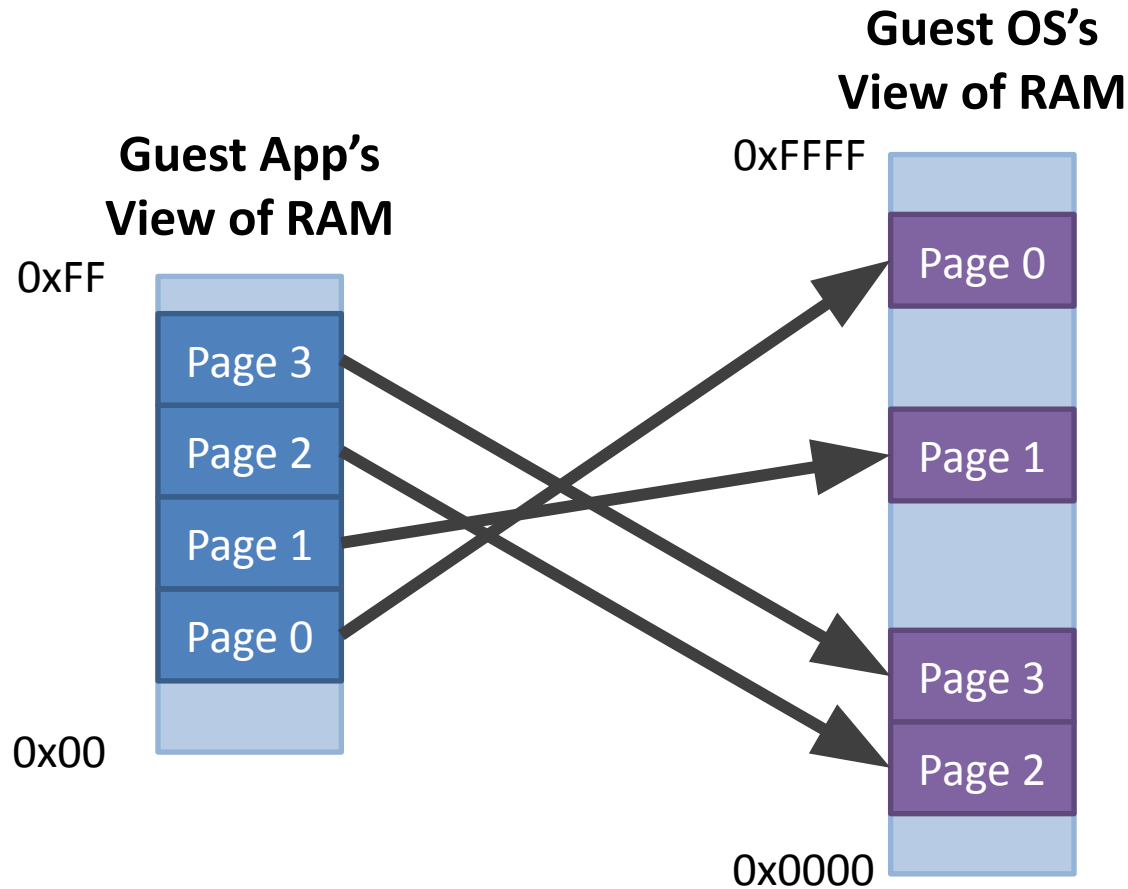 Guest App's
View of RAM
0xFF
Page 3
Page 2
Page 1
Page 0
0x00
Guest OS's
View of RAM
0xFFFF
Page 0
Page 1
Page 3
Page 2
0x0000